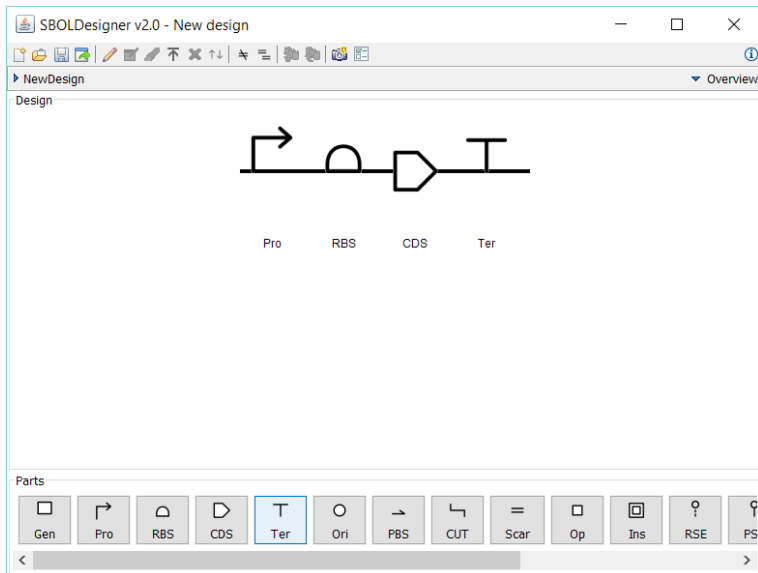 SBOLDesigner v2.0 - New design
NewDesign Overview
Design
Pro RBS CDS Ter
Parts
Gen Pro RBS CDS Ter Ori PBS CUT Scar Op Ins RSE